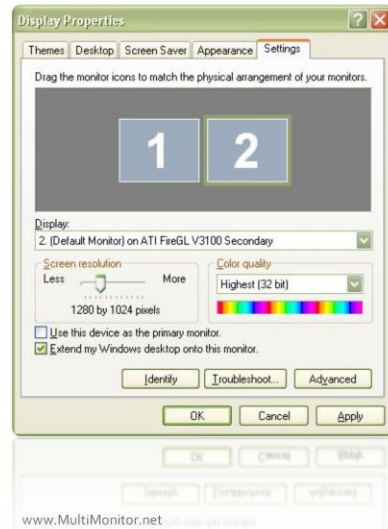 Display Properties
Themes Desktop Screen Saver Appearance Settings
Drag the monitor icons to match the physical arrangement of your monitors.
1 2
Display:
2. (Default Monitor) on ATI FireGL V3100 Secondary
Screen resolution Color quality
Less More Highest (32 bit)
1280 by 1024 pixels
Use this device as the primary monitor.
Extend my Windows desktop onto this monitor.
Identify Troubleshoot... Advanced
OK Cancel Apply
www.MultiMonitor.net